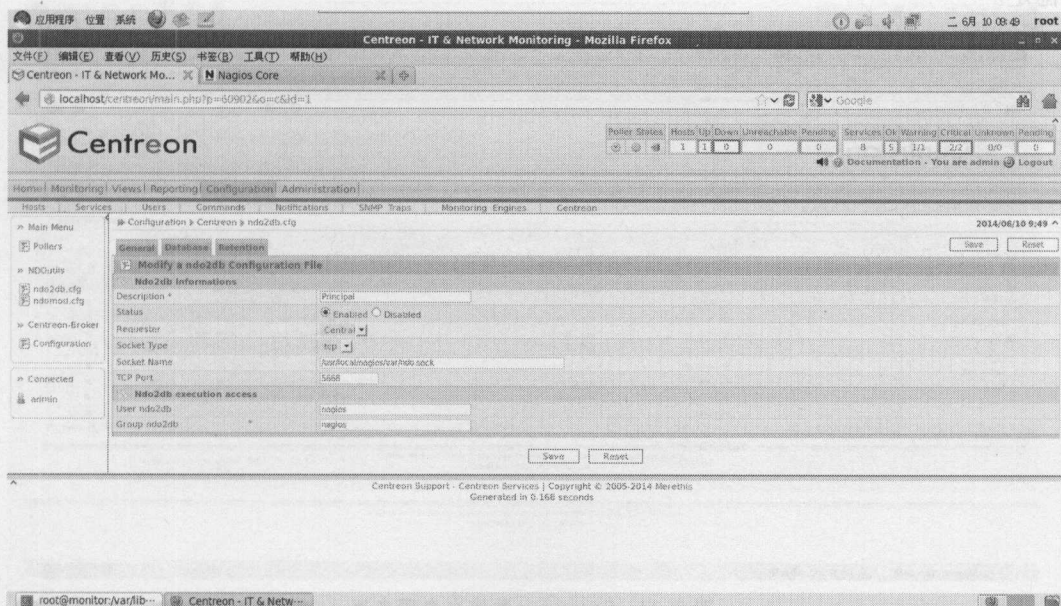 应用程序 位置 系统 二 6月 10 09:49 root
Centreon - IT & Network Monitoring - Mozilla Firefox
文件(F) 编辑(E) 查看(V) 历史(S) 书签(B) 工具(T) 帮助(H)
Centreon - IT & Network Mo... Nagios Core
localhost/centreon/main.php?p=60902&o=c&id=1 Google
Centreon
Poller States Hosts Up Down Unreachable Pending Services Ok Warning Critical Unknown Pending
1 1 0 0 0 8 5 1/1 2/2 0/0 0
Documentation - You are admin Logout
Home Monitoring Views Reporting Configuration Administration
Hosts Services Users Commands Notifications SNMP Traps Monitoring Engines Centreon
Main Menu
Pollers
NDOutils
ndo2db.cfg
ndomod.cfg
Centreon-Broker
Configuration
Connected
admin
Configuration Centreon ndo2db.cfg 2014/06/10 9:49
General Database Retention Save Reset
Modify a ndo2db Configuration File
Ndo2db Informations
Description * Principal
Status Enabled Disabled
Requester Central
Socket Type tcp
Socket Name /usr/local/nagios/var/ndo.sock
TCP Port 5668
Ndo2db execution access
User ndo2db nagios
Group ndo2db * nagios
Save Reset
Centreon Support - Centreon Services | Copyright © 2005-2014 Merethis
Generated in 0.168 seconds
root@monitor:/var/lib··· Centreon - IT & Netw···